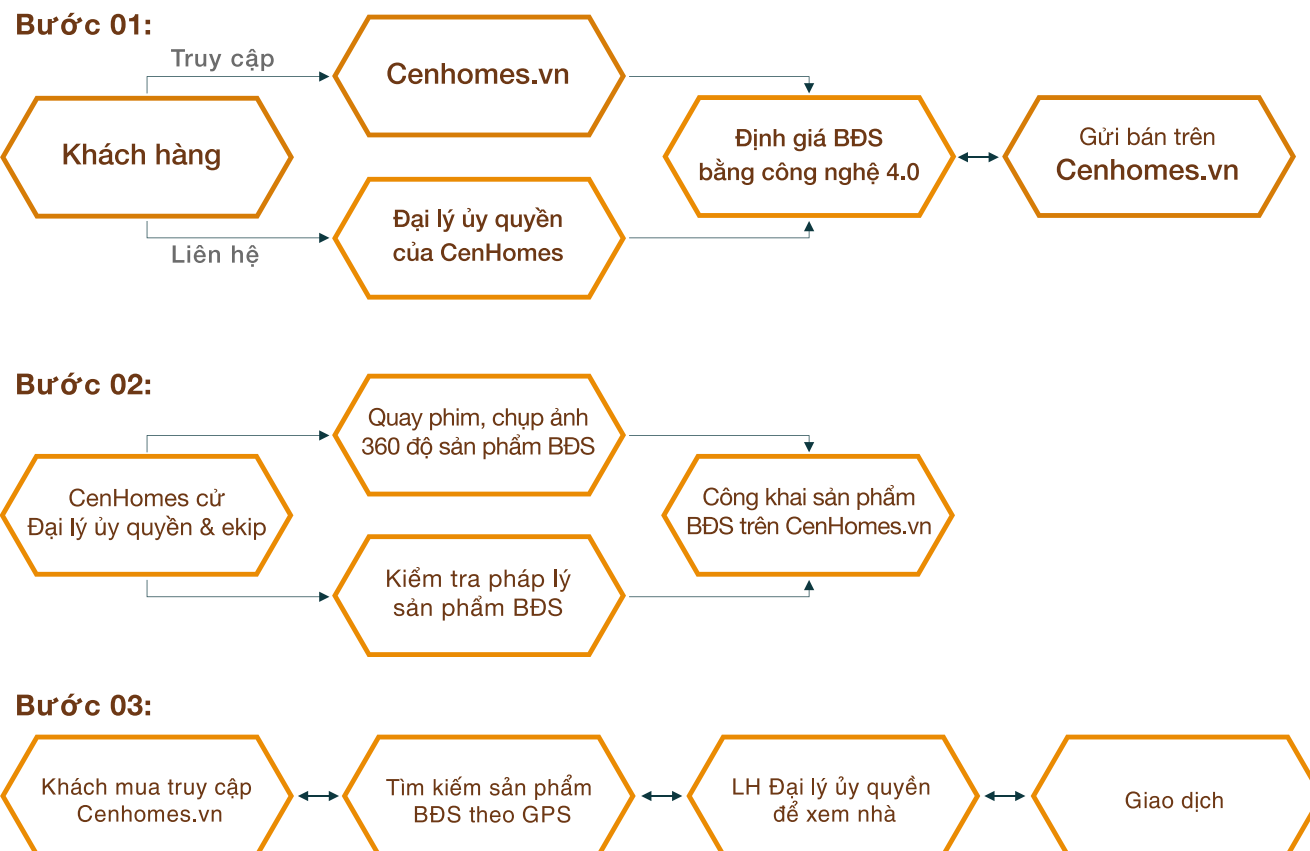 Bước 01:
Truy cập
Cenhomes.vn
Khách hàng
Định giá BĐS
bằng công nghệ 4.0
Gửi bán trên
Cenhomes.vn
Đại lý ủy quyền
của CenHomes
Liên hệ
Bước 02:
Quay phim, chụp ảnh
360 độ sản phẩm BĐS
CenHomes cử
Đại lý ủy quyền & ekip
Công khai sản phẩm
BĐS trên CenHomes.vn
Kiểm tra pháp lý
sản phẩm BĐS
Bước 03:
Khách mua truy cập
Cenhomes.vn
Tìm kiếm sản phẩm
BĐS theo GPS
LH Đại lý ủy quyền
để xem nhà
Giao dịch